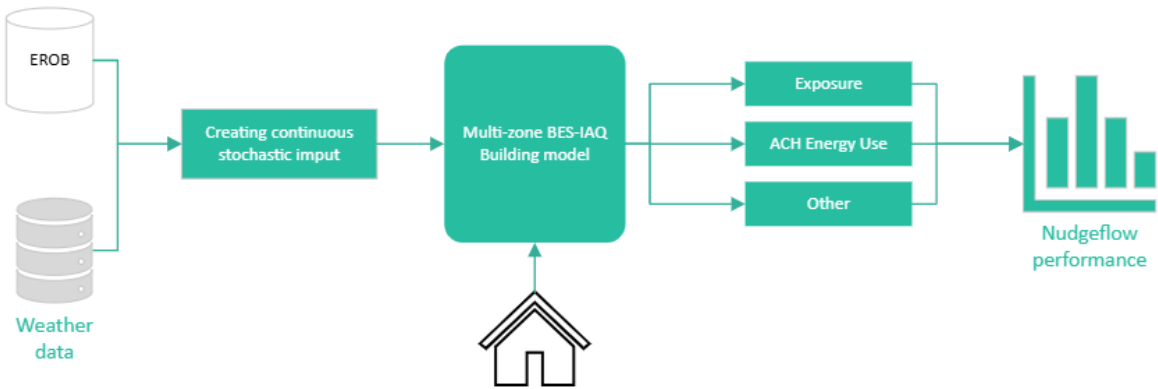 EROB
Weather
data
Creating continuous
stochastic imput
Multi-zone BES-IAQ
Building model
Exposure
ACH Energy Use
Other
Nudgeflow
performance